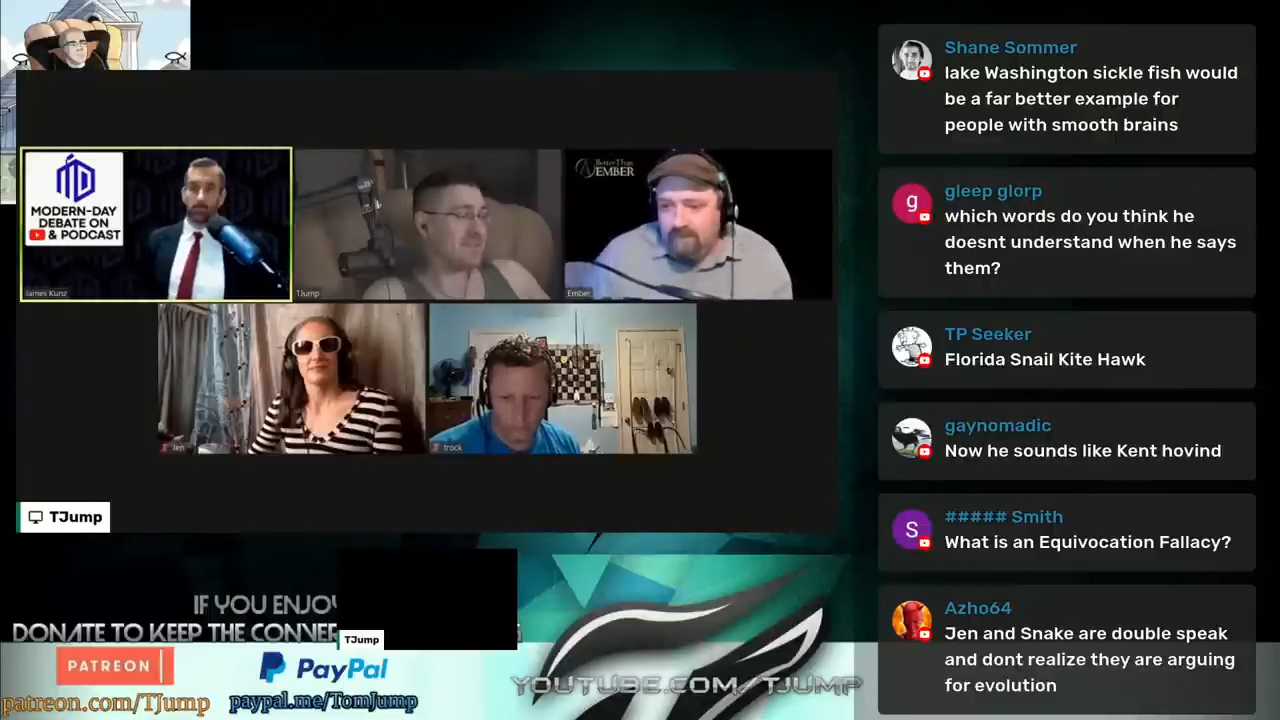 MODERN-DAY
DEBATE ON
& PODCAST
James Kunz
TJump
Better Than
EMBER
Ember
Jen
trock
TJump
IF YOU ENJOY
DONATE TO KEEP THE CONVER
TJump
PATREON
patreon.com/TJump
PayPal
paypal.me/TomJump
YOUTUBE.COM/TJUMP
Shane Sommer
lake Washington sickle fish would
be a far better example for
people with smooth brains
g
gleep glorp
which words do you think he
doesnt understand when he says
them?
TP Seeker
Florida Snail Kite Hawk
gaynomadic
Now he sounds like Kent hovind
S
##### Smith
What is an Equivocation Fallacy?
Azho64
Jen and Snake are double speak
and dont realize they are arguing
for evolution